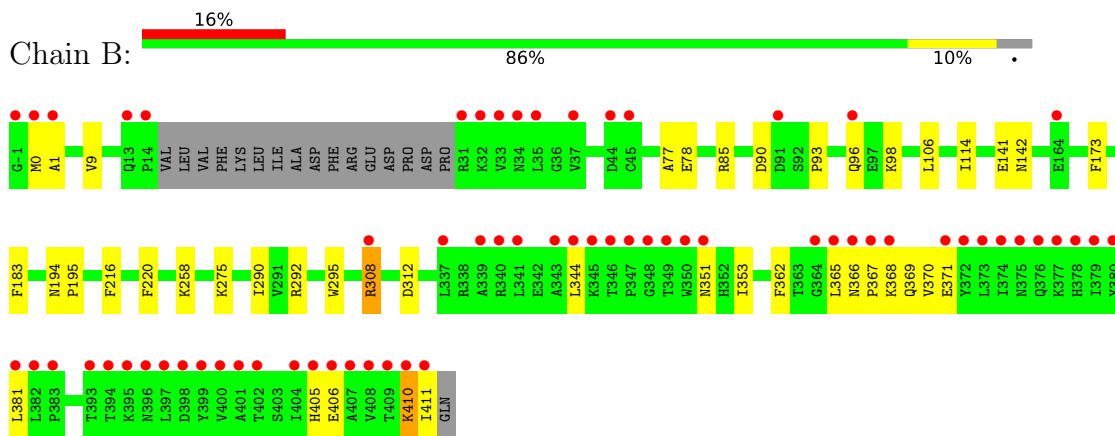 16%
Chain B:
86% 10% •
G-1 M0 A1 V9 Q13 P14 VAL LEU VAL PHE LYS LEU ILE ALA ASP PHE ARG GLU ASP PRO ASP PRO R31 K32 V33 N34 L35 G36 V37 D44 C45 A77 E78 R85 D90 D91 S92 P93 Q96 E97 K98 L106 I114 E141 N142 E164 F173
F183 N194 P195 F216 F220 K258 K275 I290 V291 R292 W295 R308 D312 L337 R338 A339 R340 L341 E342 A343 L344 K345 T346 P347 G348 T349 W350 N351 H352 I353 F362 T363 G364 L365 N366 P367 K368 Q369 V370 E371 Y372 L373 I374 N375 Q376 K377 H378 I379 Y380
L381 L382 P383 T393 T394 K395 N396 L397 D398 Y399 V400 A401 T402 S403 I404 H405 E406 A407 V408 T409 K410 I411 GLN